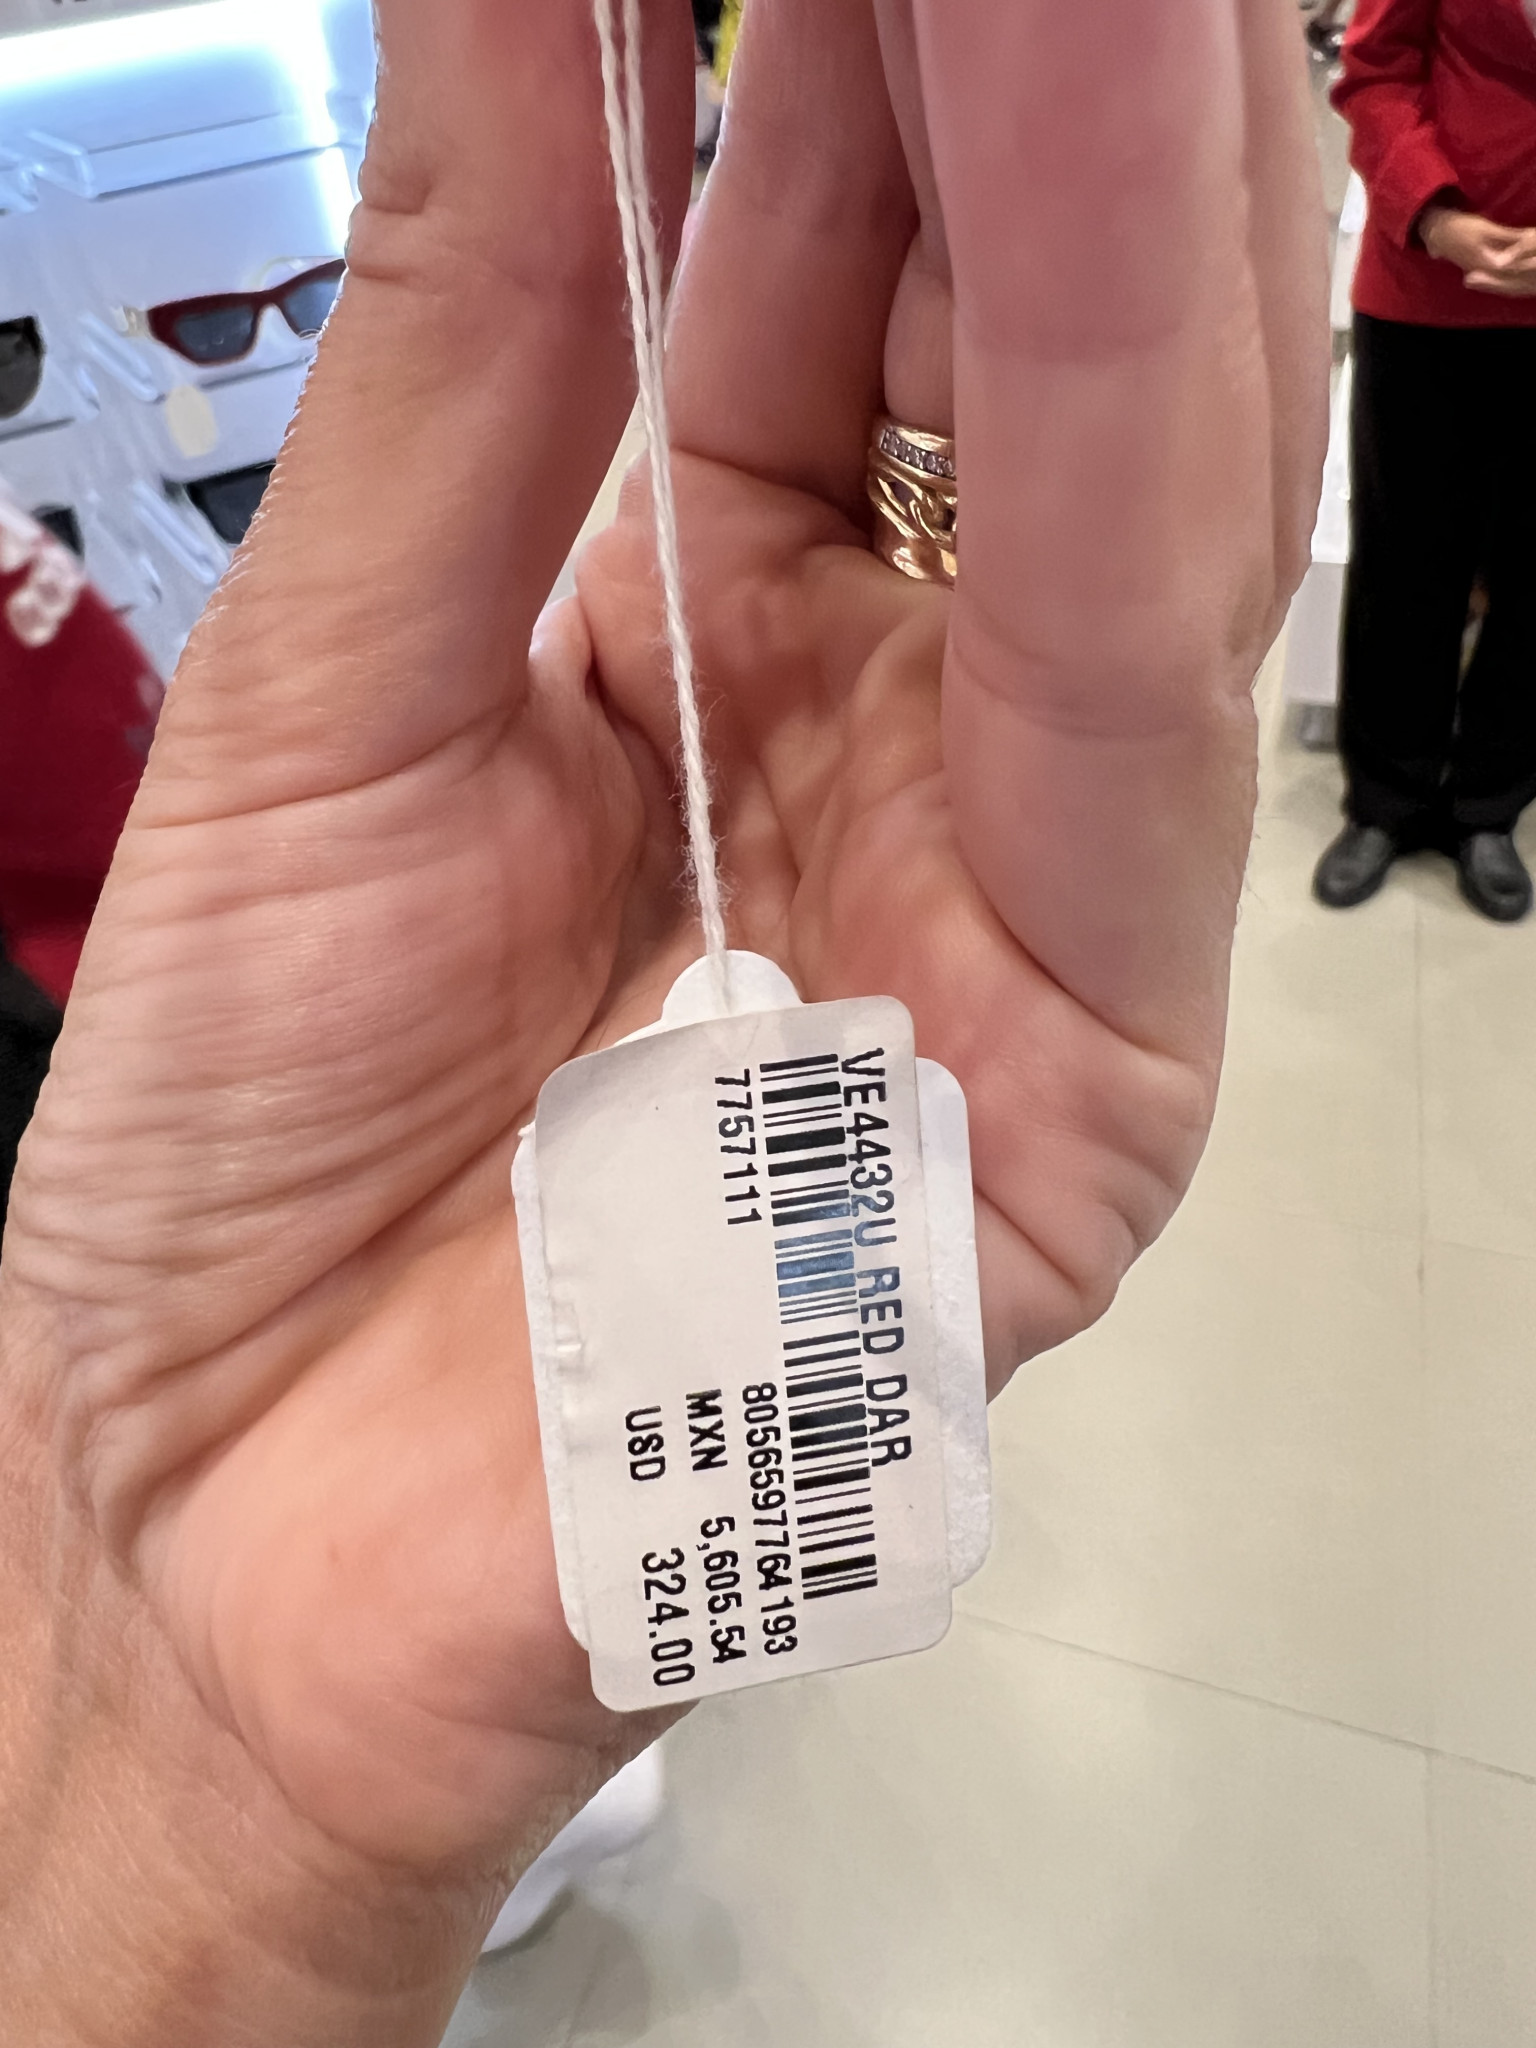 VE4432U RED DAR
7757111
8056597764193
MXN 5,605.54
USD 324.00